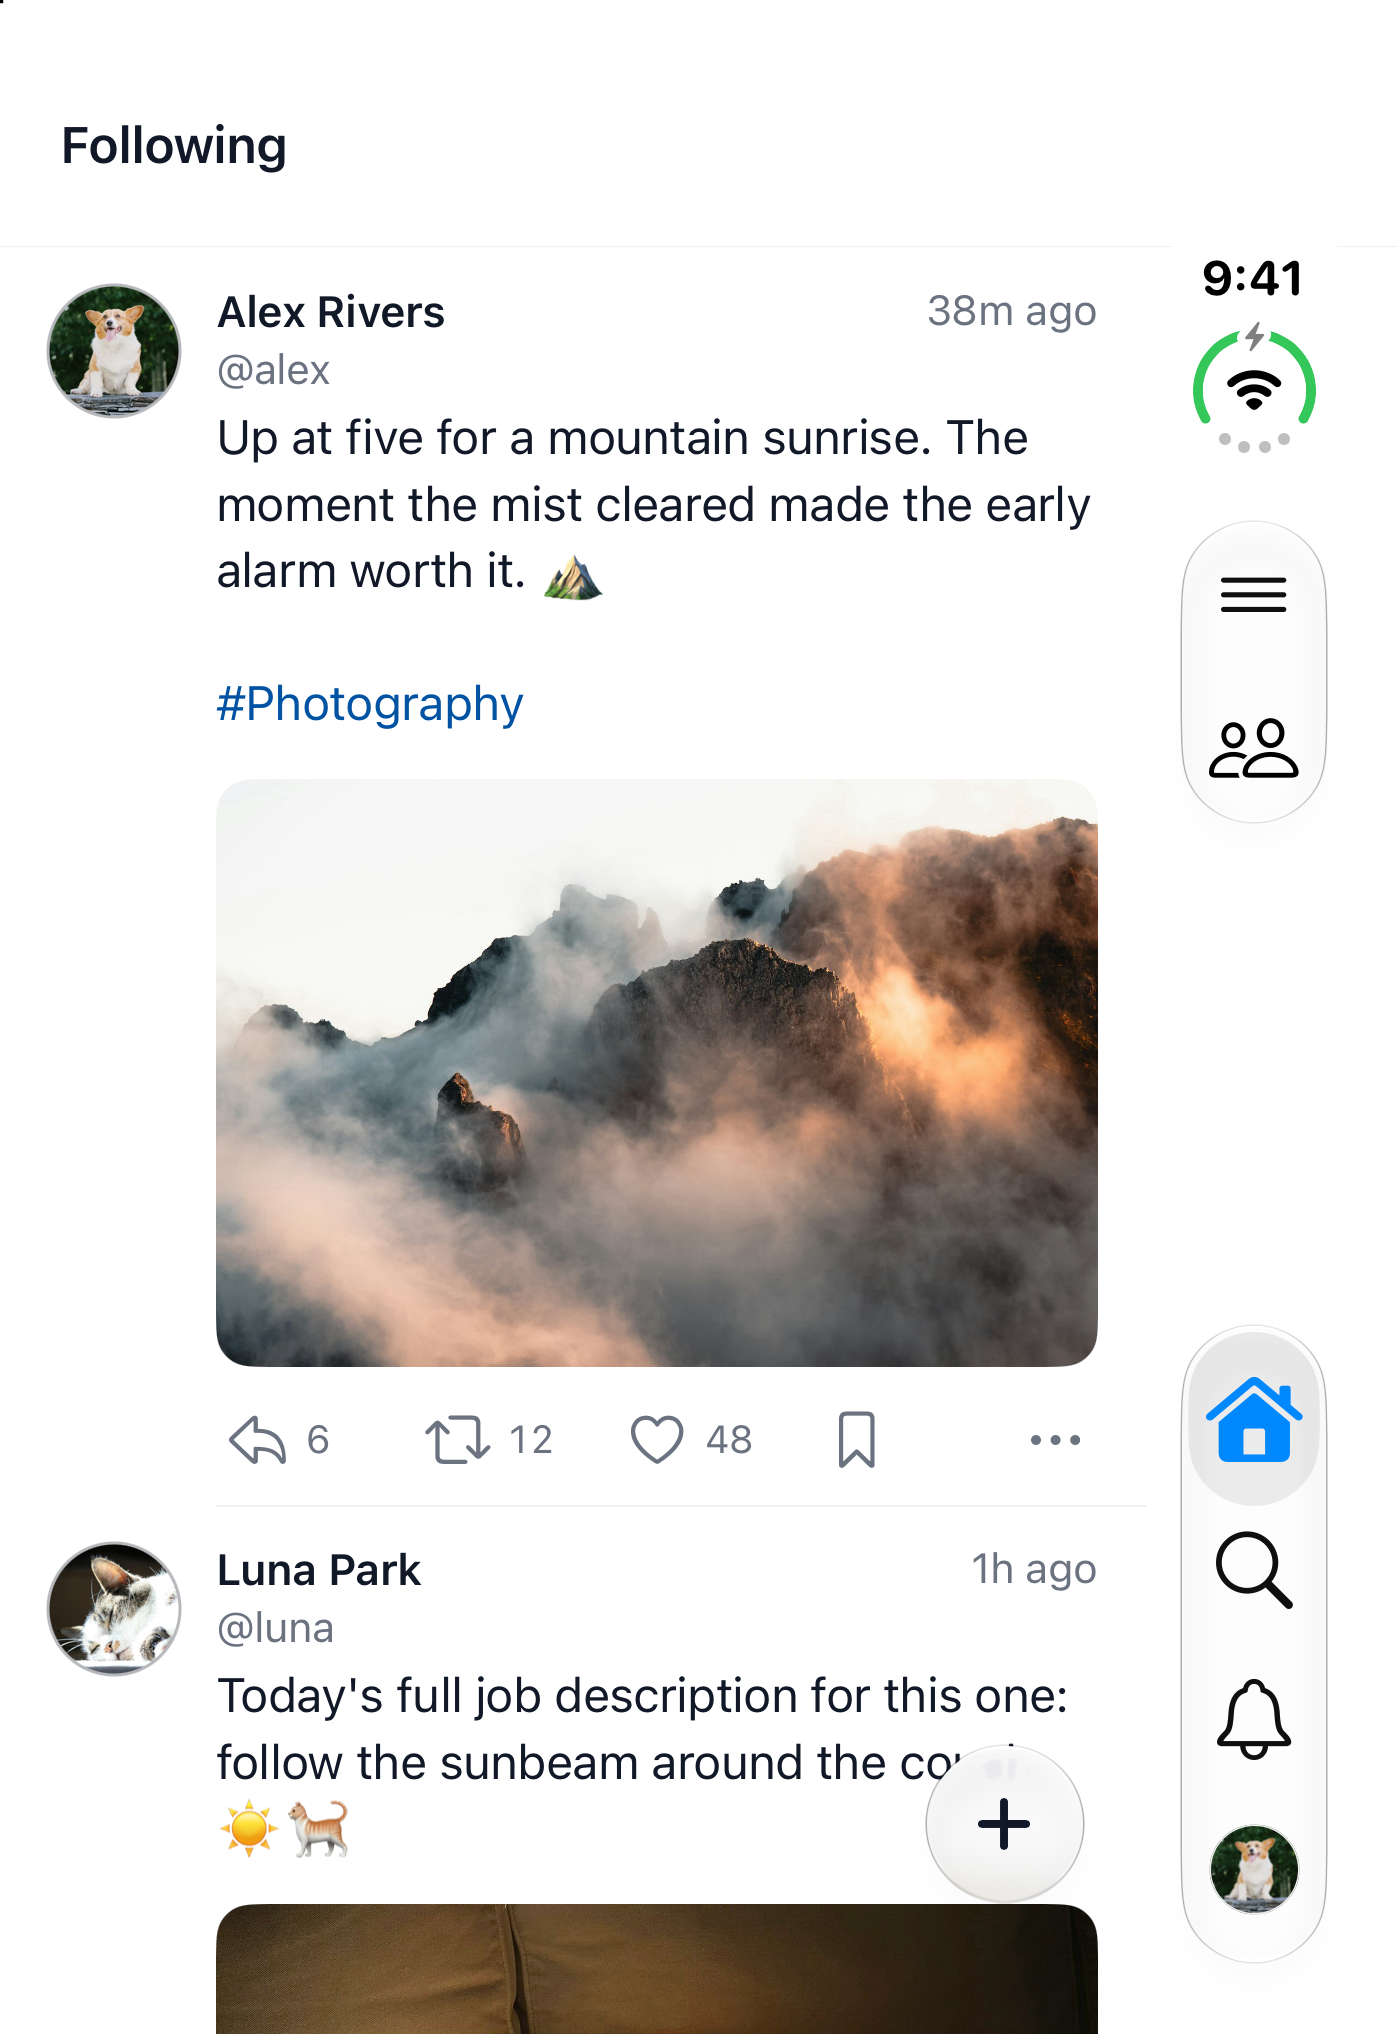 Following
9:41
Alex Rivers
38m ago
@alex
Up at five for a mountain sunrise. The
moment the mist cleared made the early
alarm worth it. ⛰️
#Photography
6
12
48
Luna Park
1h ago
@luna
Today's full job description for this one:
follow the sunbeam around the
☀️🐈